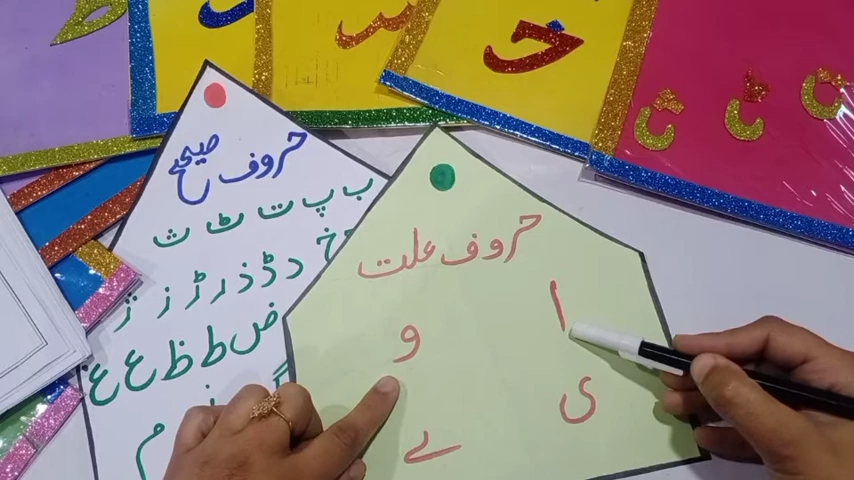 حروف علت
ا و
ی ے
حروف صحیح
ب پ ت ٹ ث
خ د ڈ ذ ر ڑ ز ژ
ض ط ظ ع غ
گ م
خ